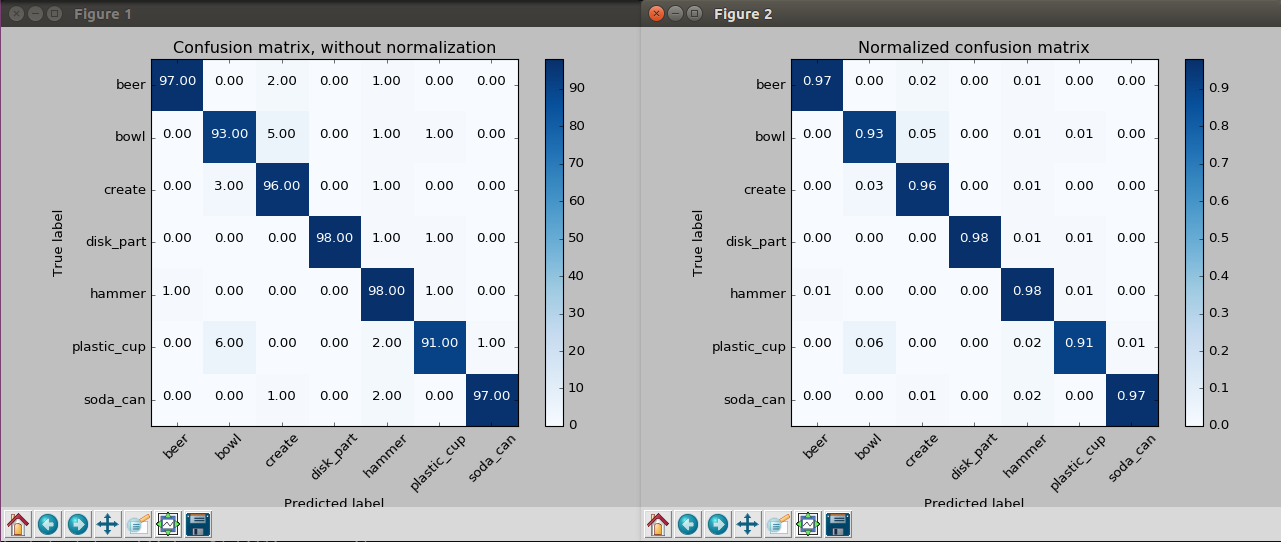 Figure 1
Confusion matrix, without normalization
True label
beer 97.00 0.00 2.00 0.00 1.00 0.00 0.00
bowl 0.00 93.00 5.00 0.00 1.00 1.00 0.00
create 0.00 3.00 96.00 0.00 1.00 0.00 0.00
disk_part 0.00 0.00 0.00 98.00 1.00 1.00 0.00
hammer 1.00 0.00 0.00 0.00 98.00 1.00 0.00
plastic_cup 0.00 6.00 0.00 0.00 2.00 91.00 1.00
soda_can 0.00 0.00 1.00 0.00 2.00 0.00 97.00
beer bowl create disk_part hammer plastic_cup soda_can
Predicted label
90
80
70
60
50
40
30
20
10
0
Figure 2
Normalized confusion matrix
True label
beer 0.97 0.00 0.02 0.00 0.01 0.00 0.00
bowl 0.00 0.93 0.05 0.00 0.01 0.01 0.00
create 0.00 0.03 0.96 0.00 0.01 0.00 0.00
disk_part 0.00 0.00 0.00 0.98 0.01 0.01 0.00
hammer 0.01 0.00 0.00 0.00 0.98 0.01 0.00
plastic_cup 0.00 0.06 0.00 0.00 0.02 0.91 0.01
soda_can 0.00 0.00 0.01 0.00 0.02 0.00 0.97
beer bowl create disk_part hammer plastic_cup soda_can
Predicted label
0.9
0.8
0.7
0.6
0.5
0.4
0.3
0.2
0.1
0.0